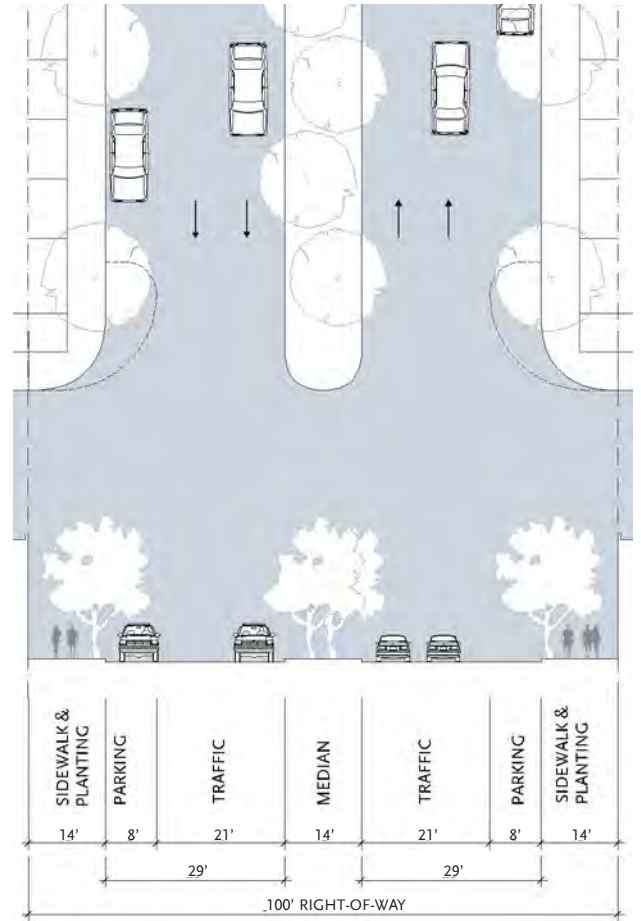 SIDEWALK &
PLANTING
PARKING
TRAFFIC
MEDIAN
TRAFFIC
PARKING
SIDEWALK &
PLANTING
14' 8' 21' 14' 21' 8' 14'
29' 29'
100' RIGHT-OF-WAY